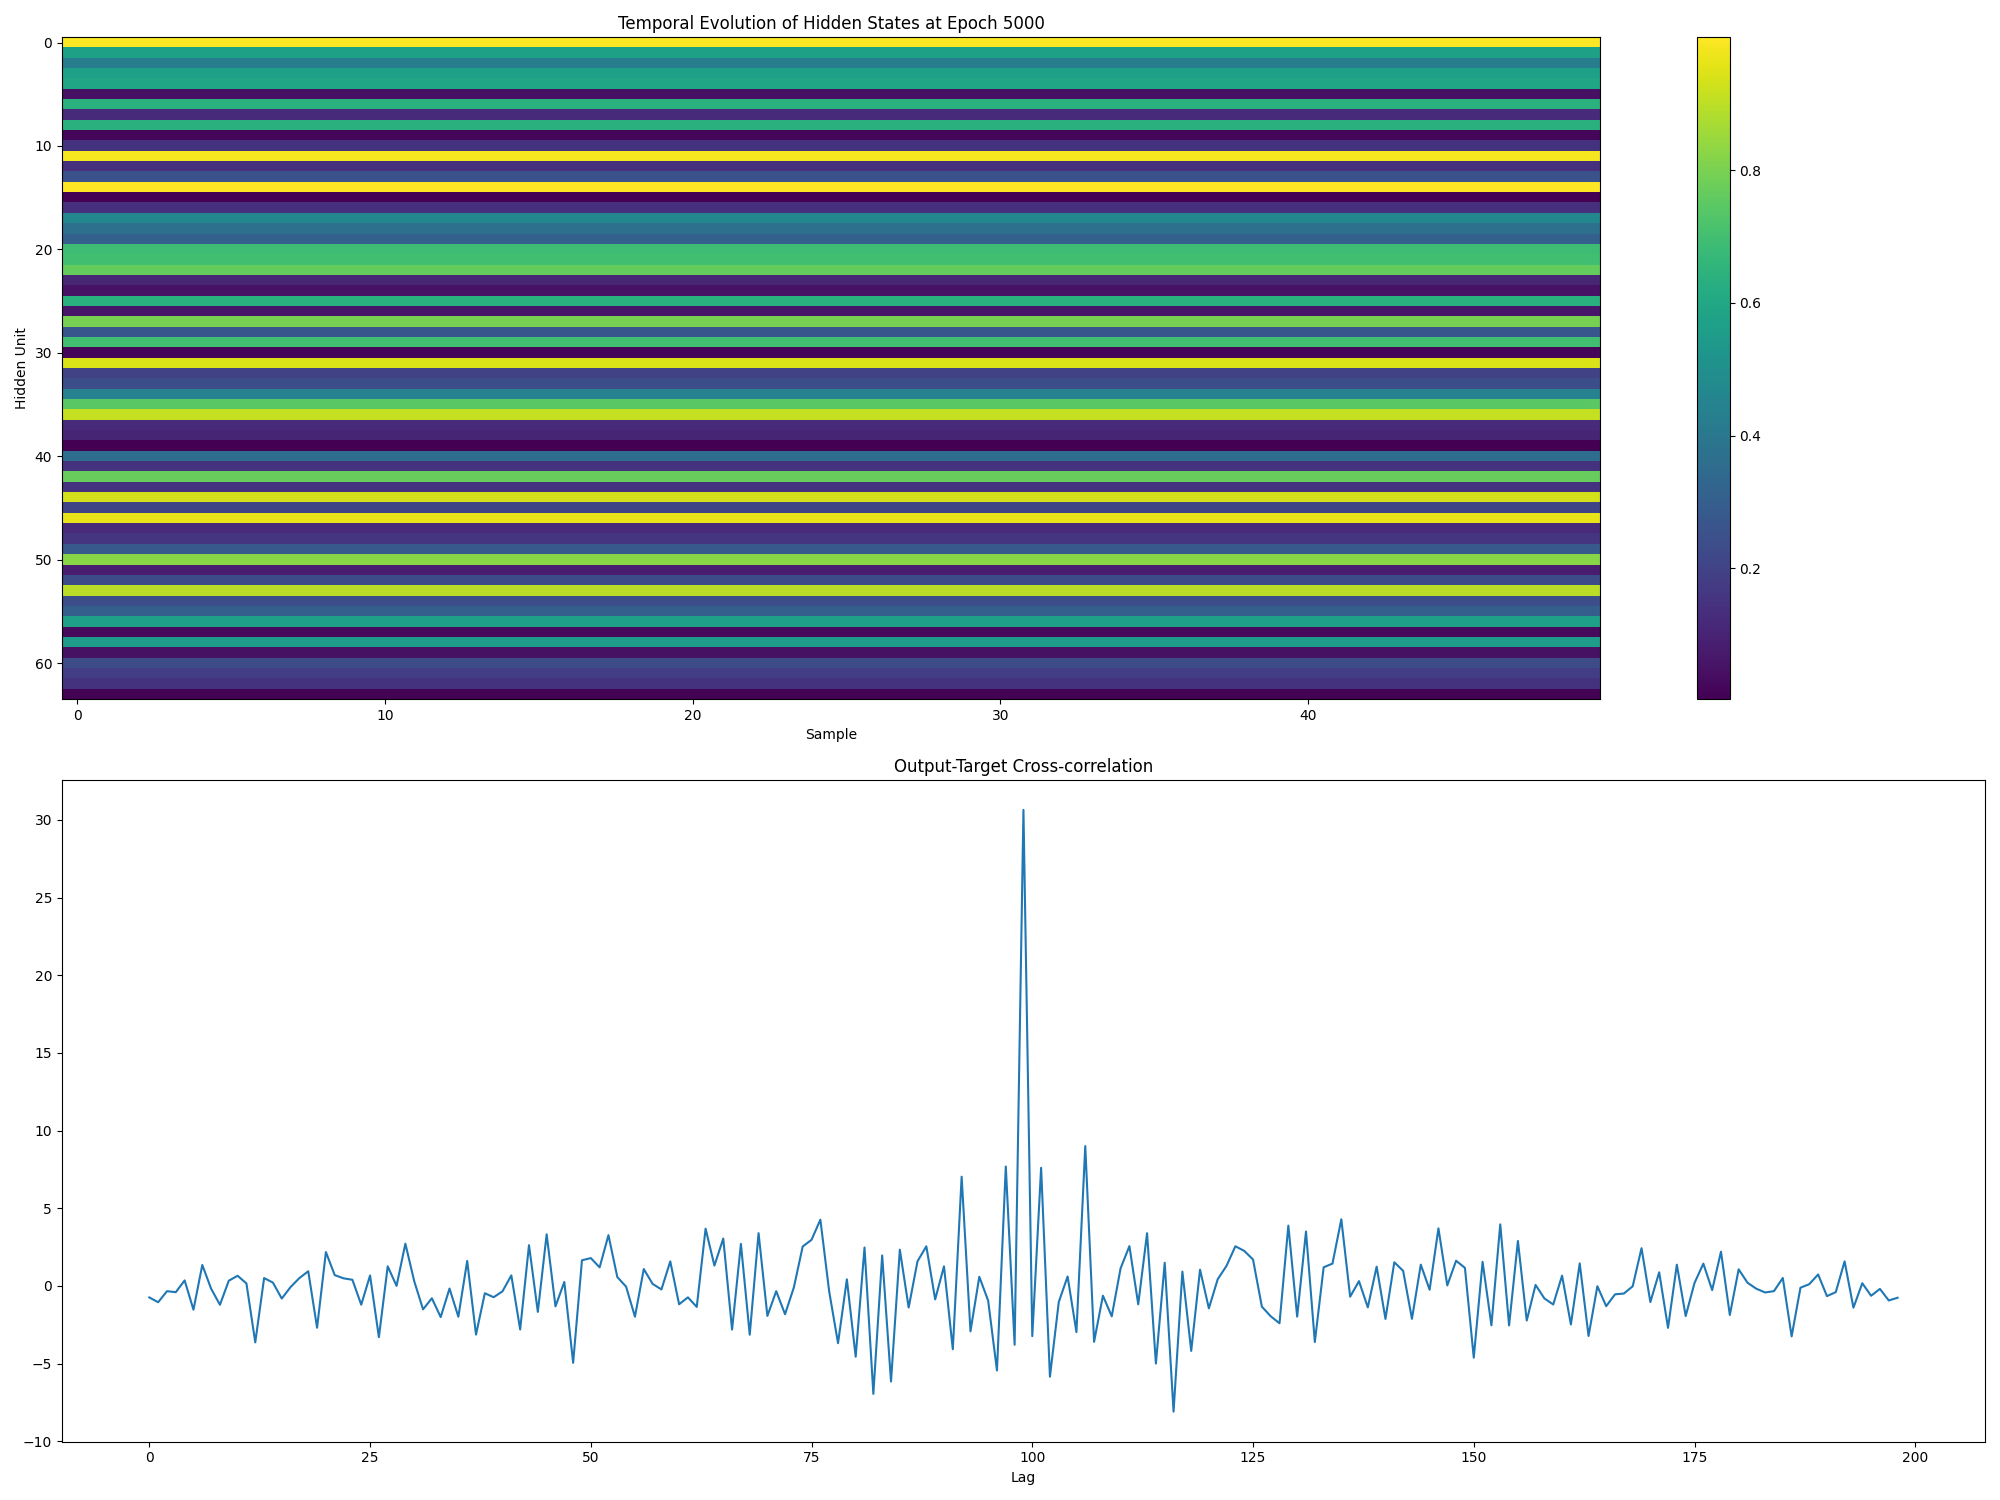 Temporal Evolution of Hidden States at Epoch 5000
0
10
20
30
40
50
60
Hidden Unit
0 10 20 30 40
Sample
0.8
0.6
0.4
0.2
Output-Target Cross-correlation
30
25
20
15
10
5
0
−5
−10
0 25 50 75 100 125 150 175 200
Lag